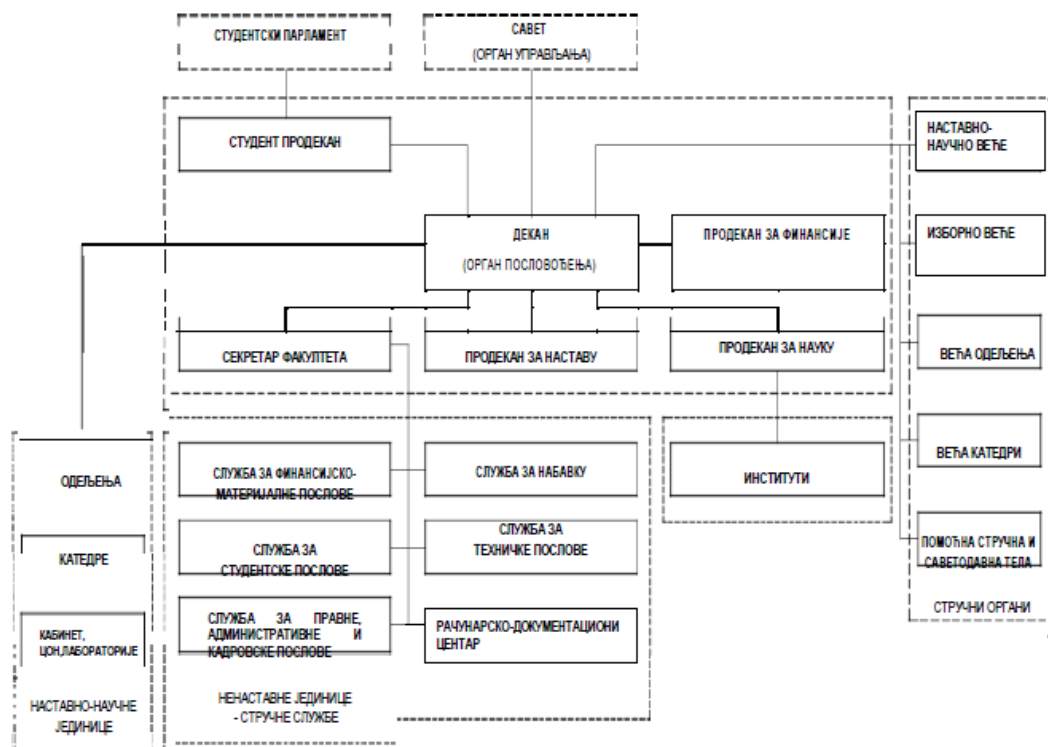 СТУДЕНТСКИ ПАРЛАМЕНТ
САВЕТ
(ОРГАН УПРАВЉАЊА)
СТУДЕНТ ПРОДЕКАН
НАСТАВНО-
НАУЧНО ВЕЋЕ
ДЕКАН
(ОРГАН ПОСЛОВОЂЕЊА)
ПРОДЕКАН ЗА ФИНАНСИЈЕ
ИЗБОРНО ВЕЋЕ
СЕКРЕТАР ФАКУЛТЕТА
ПРОДЕКАН ЗА НАСТАВУ
ПРОДЕКАН ЗА НАУКУ
ВЕЋА ОДЕЉЕЊА
ОДЕЉЕЊА
СЛУЖБА ЗА ФИНАНСИЈСКО-
МАТЕРИЈАЛНЕ ПОСЛОВЕ
СЛУЖБА ЗА НАБАВКУ
ИНСТИТУТИ
ВЕЋА КАТЕДРИ
КАТЕДРЕ
СЛУЖБА ЗА
СТУДЕНТСКЕ ПОСЛОВЕ
СЛУЖБА ЗА
ТЕХНИЧКЕ ПОСЛОВЕ
ПОМОЋНА СТРУЧНА И
САВЕТОДАВНА ТЕЛА
СТРУЧНИ ОРГАНИ
КАБИНЕТ,
ЦОН,ЛАБОРАТОРИЈЕ
СЛУЖБА ЗА ПРАВНЕ,
АДМИНИСТРАТИВНЕ И
КАДРОВСКЕ ПОСЛОВЕ
РАЧУНАРСКО-ДОКУМЕНТАЦИОНИ
ЦЕНТАР
НАСТАВНО-НАУЧНЕ
ЈЕДИНИЦЕ
НЕНАСТАВНЕ ЈЕДИНИЦЕ
- СТРУЧНЕ СЛУЖБЕ